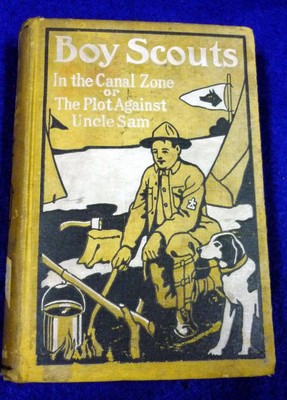 Boy Scouts
In the Canal Zone
or
The Plot Against
Uncle Sam